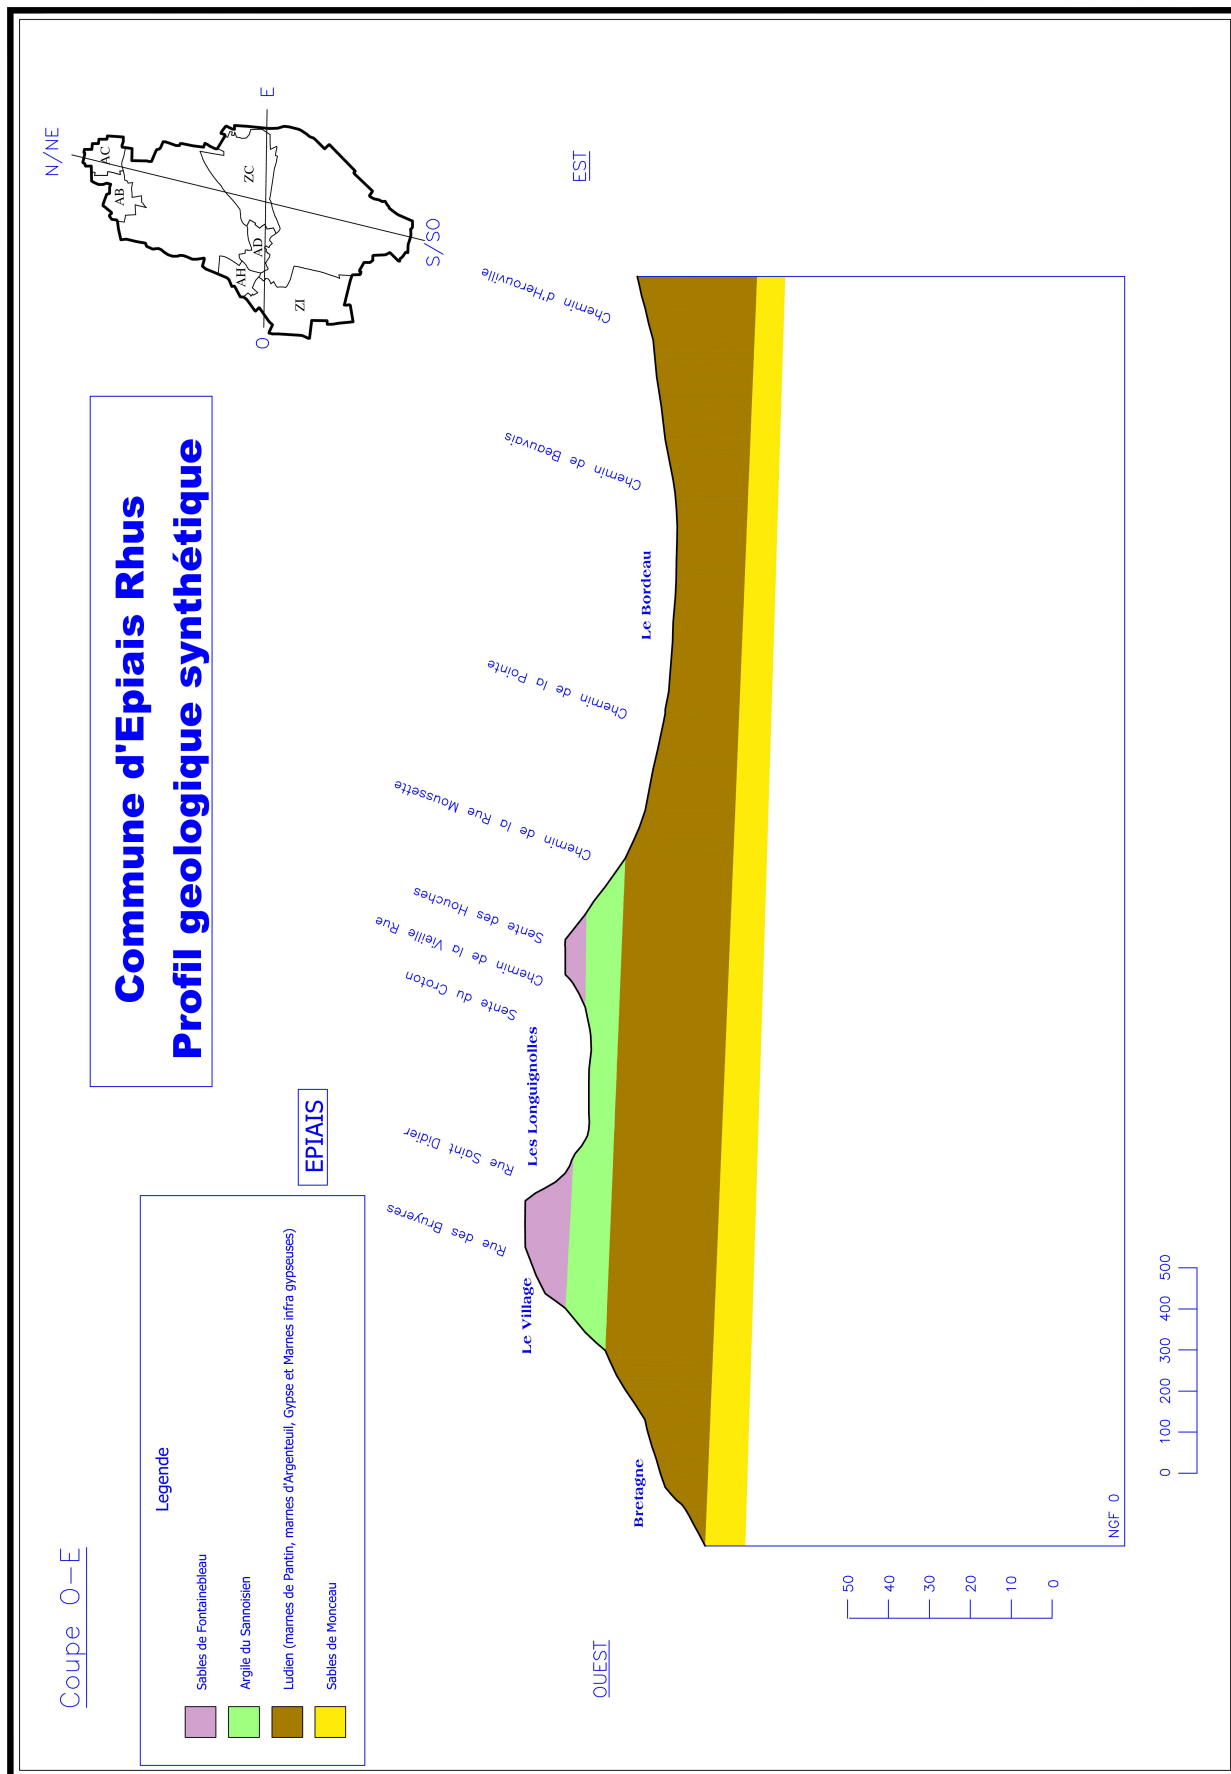 Coupe O-E
Commune d'Epiais Rhus
Profil geologique synthétique
N/NE
E
S/SO
O
AC
AB
ZC
AD
AH
ZI
Legende
Sables de Fontainebleau
Argile du Sannoisien
Ludien (marnes de Pantin, marnes d'Argenteuil, Gypse et Marnes infra gypseuses)
Sables de Monceau
EPIAIS
OUEST
EST
Rue des Bruyeres
Rue Saint Didier
Sente du Croton
Chemin de la Vieille Rue
Sente des Houches
Chemin de la Rue Moussette
Chemin de la Pointe
Chemin de Beauvais
Chemin d'Herouville
Bretagne
Le Village
Les Longuignolles
Le Bordeau
50
40
30
20
10
0
NGF 0
0 100 200 300 400 500